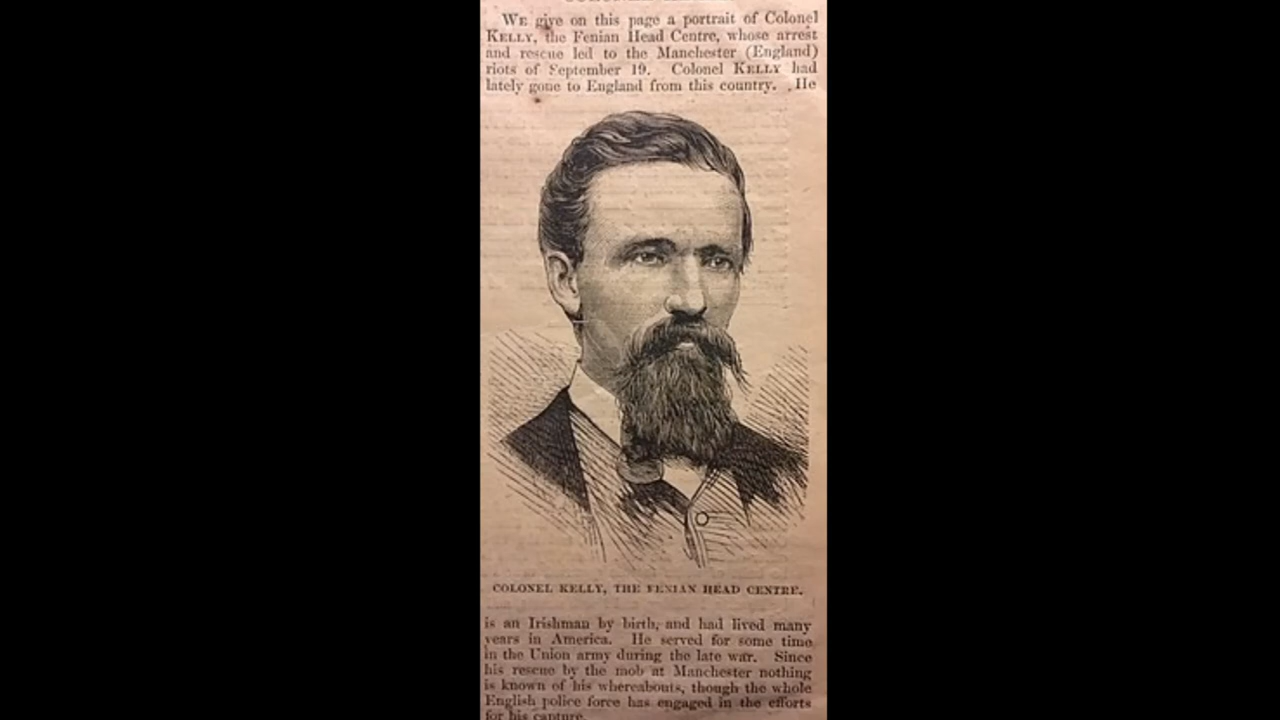 WE give on this page a portrait of Colonel
KELLY, the Fenian Head Centre, whose arrest
and rescue led to the Manchester (England)
riots of September 19. Colonel KELLY had
lately gone to England from this country. He
COLONEL KELLY, THE FENIAN HEAD CENTRE.
is an Irishman by birth, and had lived many
years in America. He served for some time
in the Union army during the late war. Since
his rescue by the mob at Manchester nothing
is known of his whereabouts, though the whole
English police force has engaged in the efforts
for his capture.